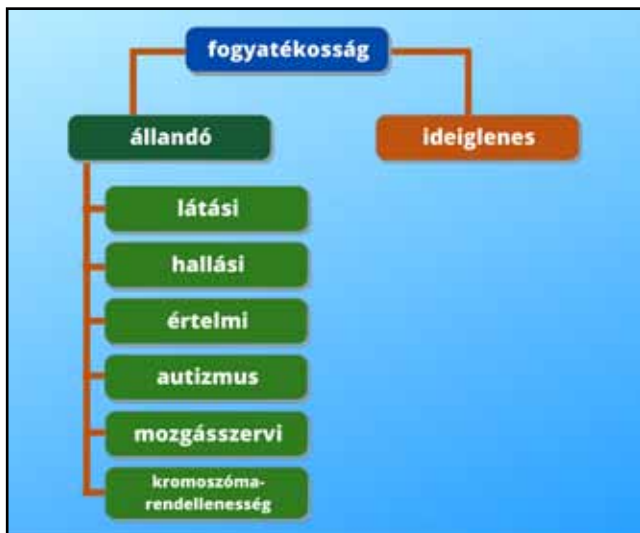 fogyatékosság
állandó
ideiglenes
látási
hallási
értelmi
autizmus
mozgásszervi
kromoszóma-
rendellenesség